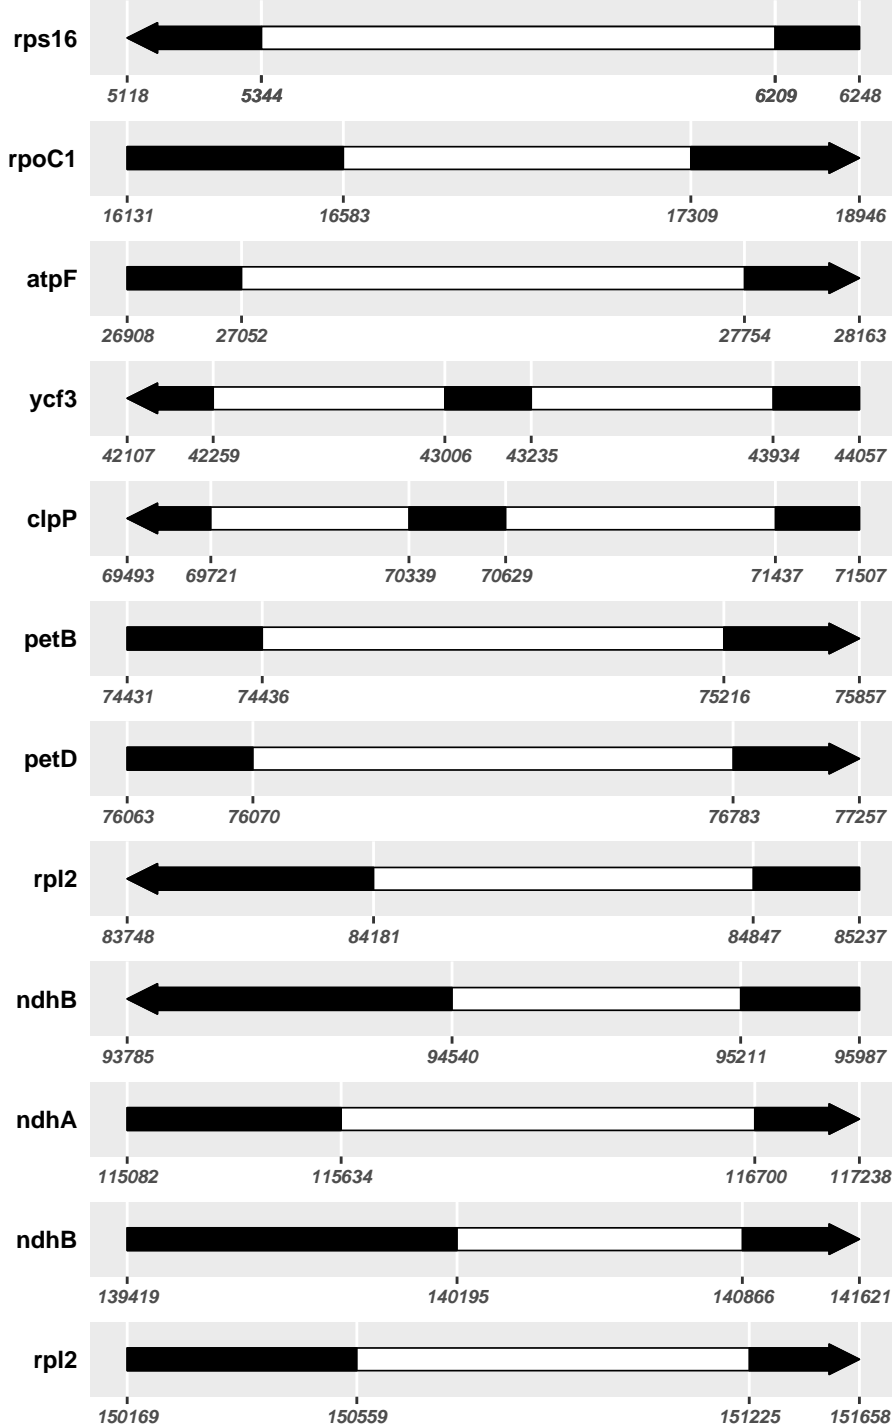 rps16
5118 5344 6209 6248
rpoC1
16131 16583 17309 18946
atpF
26908 27052 27754 28163
ycf3
42107 42259 43006 43235 43934 44057
clpP
69493 69721 70339 70629 71437 71507
petB
74431 74436 75216 75857
petD
76063 76070 76783 77257
rpl2
83748 84181 84847 85237
ndhB
93785 94540 95211 95987
ndhA
115082 115634 116700 117238
ndhB
139419 140195 140866 141621
rpl2
150169 150559 151225 151658